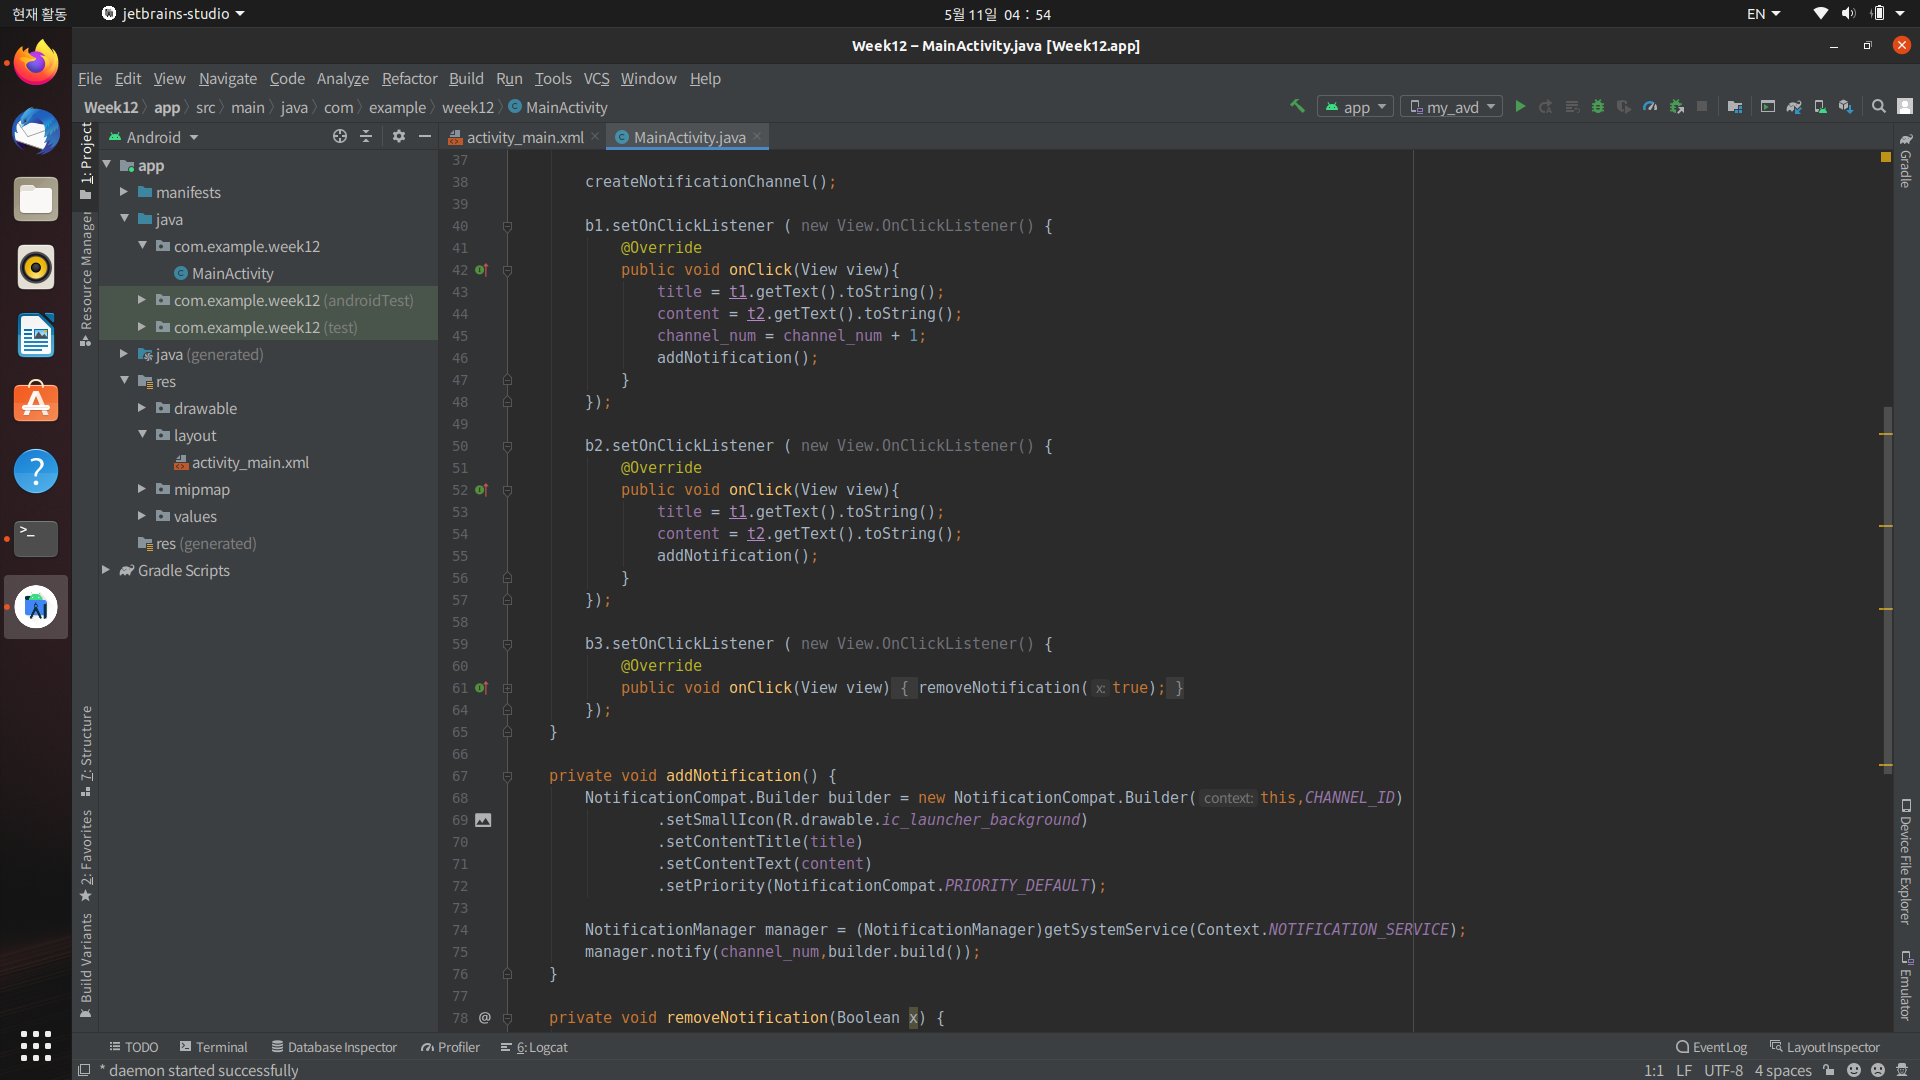 현재 활동 jetbrains-studio 5월 11일 04 : 54 EN
Week12 – MainActivity.java [Week12.app]
File Edit View Navigate Code Analyze Refactor Build Run Tools VCS Window Help
Week12 app src main java com example week12 MainActivity app my_avd
Android
activity_main.xml MainActivity.java
1: Project
Resource Manager
7: Structure
2: Favorites
Build Variants
app
manifests
java
com.example.week12
MainActivity
com.example.week12 (androidTest)
com.example.week12 (test)
java (generated)
res
drawable
layout
activity_main.xml
mipmap
values
res (generated)
Gradle Scripts
37
38 createNotificationChannel();
39
40 b1.setOnClickListener ( new View.OnClickListener() {
41 @Override
42 public void onClick(View view){
43 title = t1.getText().toString();
44 content = t2.getText().toString();
45 channel_num = channel_num + 1;
46 addNotification();
47 }
48 });
49
50 b2.setOnClickListener ( new View.OnClickListener() {
51 @Override
52 public void onClick(View view){
53 title = t1.getText().toString();
54 content = t2.getText().toString();
55 addNotification();
56 }
57 });
58
59 b3.setOnClickListener ( new View.OnClickListener() {
60 @Override
61 public void onClick(View view) { removeNotification( x: true); }
64 });
65 }
66
67 private void addNotification() {
68 NotificationCompat.Builder builder = new NotificationCompat.Builder( context: this,CHANNEL_ID)
69 .setSmallIcon(R.drawable.ic_launcher_background)
70 .setContentTitle(title)
71 .setContentText(content)
72 .setPriority(NotificationCompat.PRIORITY_DEFAULT);
73
74 NotificationManager manager = (NotificationManager)getSystemService(Context.NOTIFICATION_SERVICE);
75 manager.notify(channel_num,builder.build());
76 }
77
78 @ private void removeNotification(Boolean x) {
Gradle
Device File Explorer
Emulator
TODO Terminal Database Inspector Profiler 6: Logcat Event Log Layout Inspector
* daemon started successfully 1:1 LF UTF-8 4 spaces